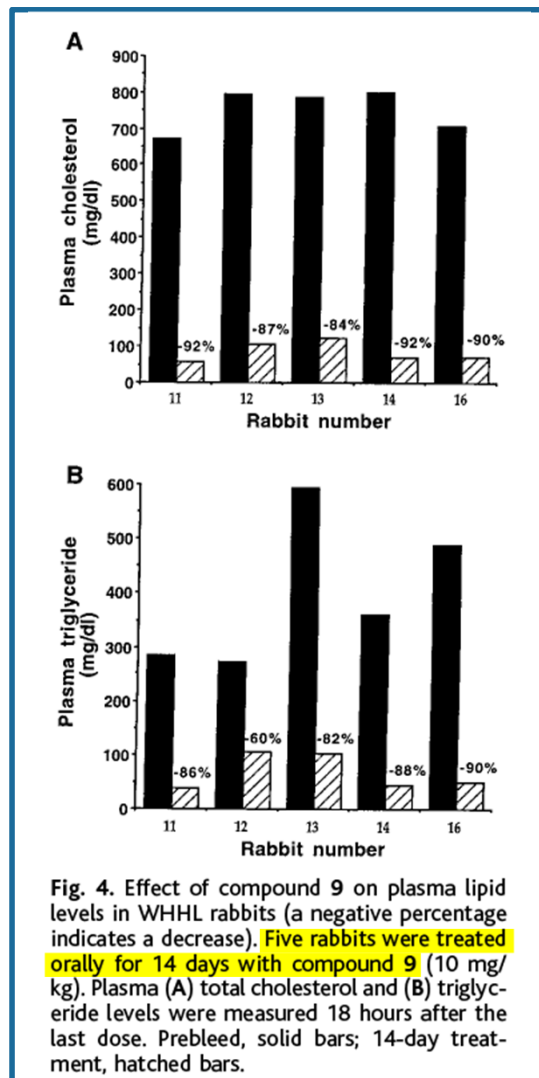 A
Plasma cholesterol
(mg/dl)
900
800
700
600
500
400
300
200
100
0
-92%
-87%
-84%
-92%
-90%
11 12 13 14 16
Rabbit number
B
Plasma triglyceride
(mg/dl)
600
500
400
300
200
100
0
-86%
-60%
-82%
-88%
-90%
11 12 13 14 16
Rabbit number
Fig. 4. Effect of compound 9 on plasma lipid
levels in WHHL rabbits (a negative percentage
indicates a decrease). Five rabbits were treated
orally for 14 days with compound 9 (10 mg/
kg). Plasma (A) total cholesterol and (B) triglyc-
eride levels were measured 18 hours after the
last dose. Prebleed, solid bars; 14-day treat-
ment, hatched bars.